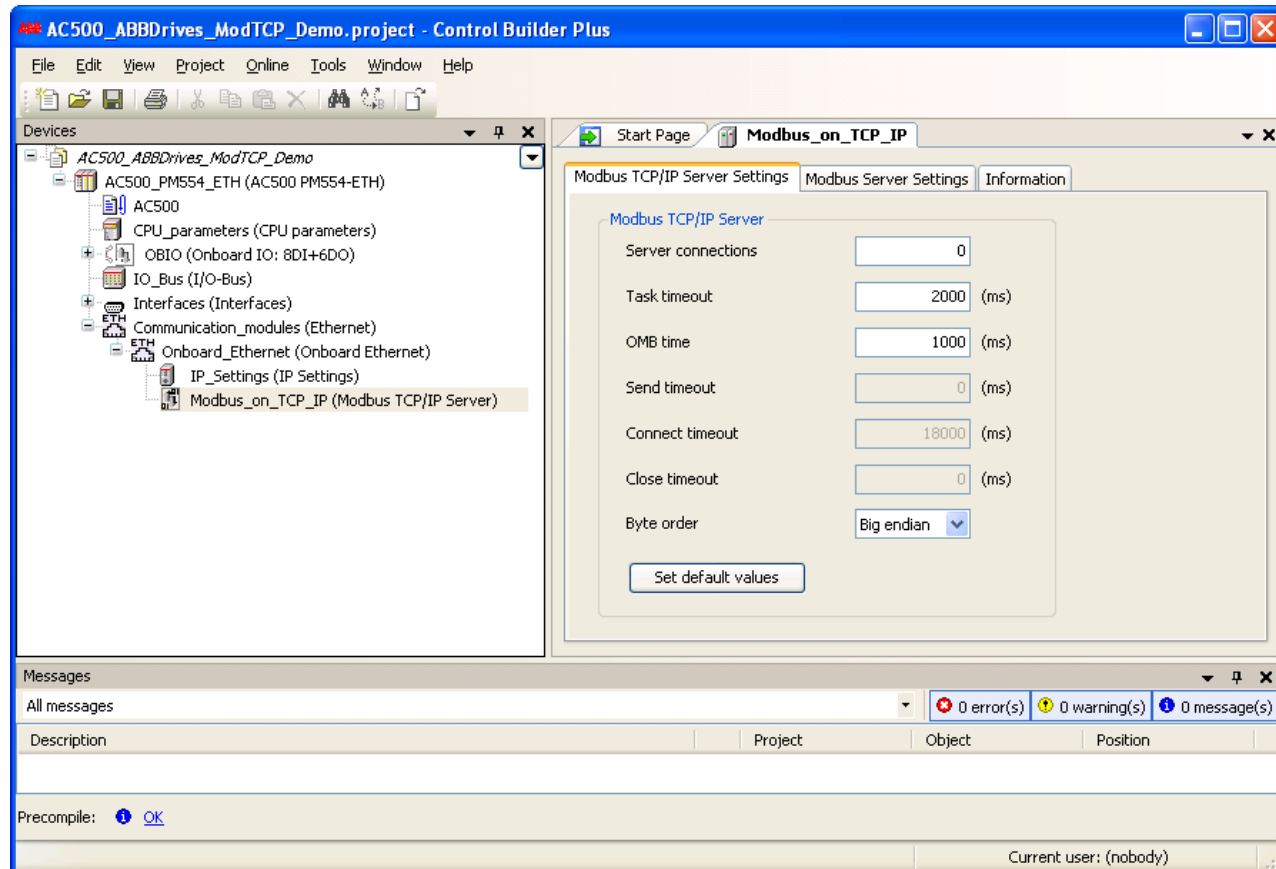 ABB AC500_ABBDrives_ModTCP_Demo.project - Control Builder Plus
File Edit View Project Online Tools Window Help
Devices
AC500_ABBDrives_ModTCP_Demo
AC500_PM554_ETH (AC500 PM554-ETH)
AC500
CPU_parameters (CPU parameters)
OBIO (Onboard IO: 8DI+6DO)
IO_Bus (I/O-Bus)
Interfaces (Interfaces)
ETH Communication_modules (Ethernet)
ETH Onboard_Ethernet (Onboard Ethernet)
IP_Settings (IP Settings)
Modbus_on_TCP_IP (Modbus TCP/IP Server)
Start Page Modbus_on_TCP_IP
Modbus TCP/IP Server Settings Modbus Server Settings Information
Modbus TCP/IP Server
Server connections 0
Task timeout 2000 (ms)
OMB time 1000 (ms)
Send timeout 0 (ms)
Connect timeout 18000 (ms)
Close timeout 0 (ms)
Byte order Big endian
Set default values
Messages
All messages 0 error(s) 0 warning(s) 0 message(s)
Description Project Object Position
Precompile: OK
Current user: (nobody)